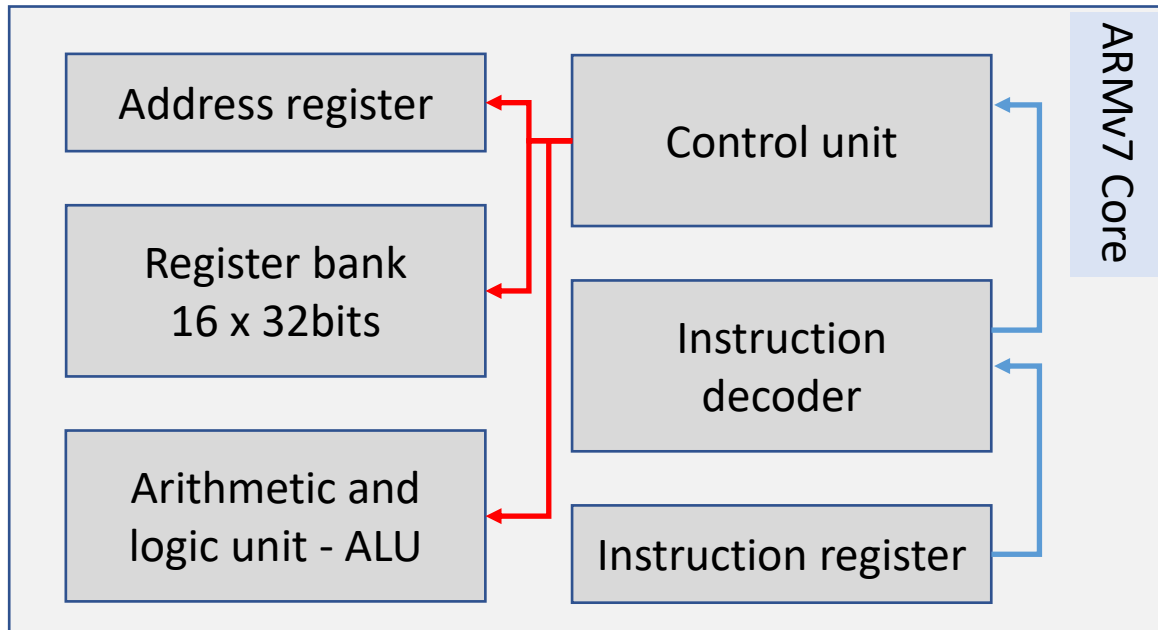 Address register
Register bank
16 x 32bits
Arithmetic and
logic unit - ALU
Control unit
Instruction
decoder
Instruction register
ARMv7 Core